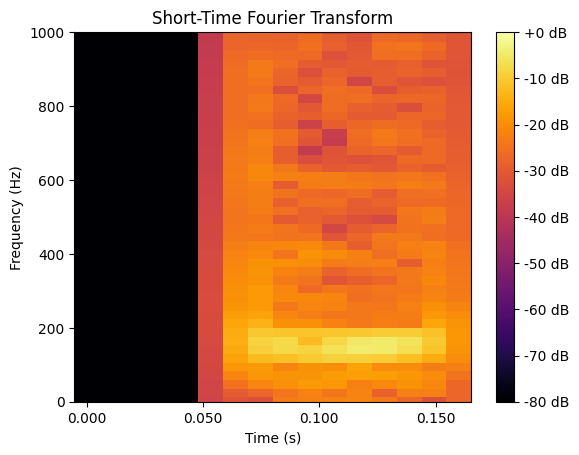 Short-Time Fourier Transform
1000
800
600
400
200
0
Frequency (Hz)
0.000
0.050
0.100
0.150
Time (s)
+0 dB
-10 dB
-20 dB
-30 dB
-40 dB
-50 dB
-60 dB
-70 dB
-80 dB